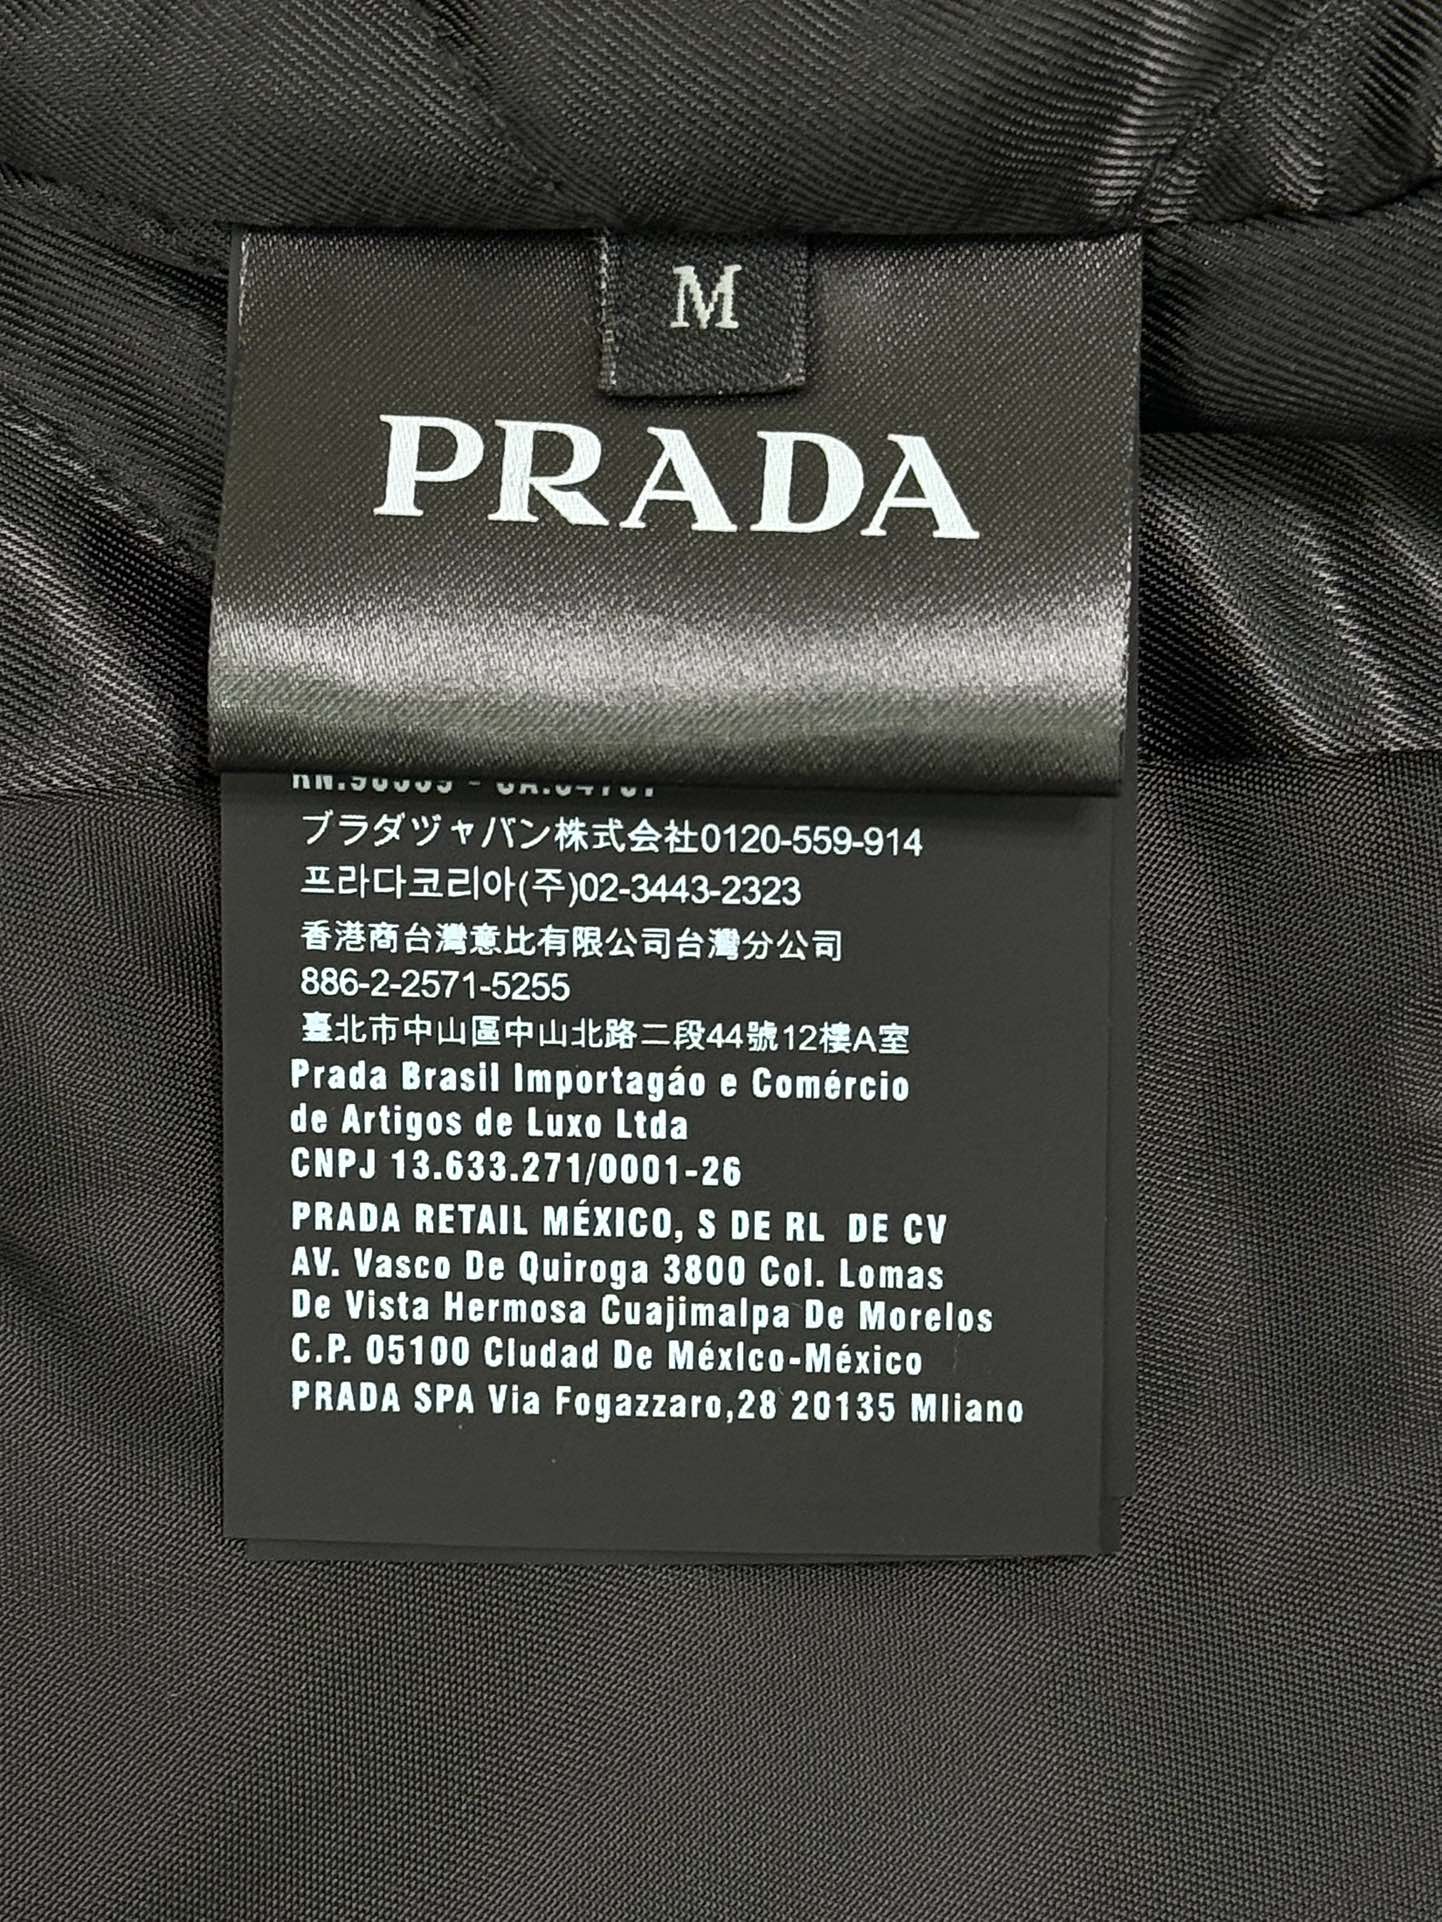 M
PRADA
ブラダヅャバン株式会社0120-559-914
프라다코리아(주)02-3443-2323
香港商台灣意比有限公司台灣分公司
886-2-2571-5255
臺北市中山區中山北路二段44號12樓A室
Prada Brasil Importagáo e Comércio
de Artigos de Luxo Ltda
CNPJ 13.633.271/0001-26
PRADA RETAIL MÉXICO, S DE RL DE CV
AV. Vasco De Quiroga 3800 Col. Lomas
De Vista Hermosa Cuajimalpa De Morelos
C.P. 05100 Cludad De Méxlco-México
PRADA SPA Via Fogazzaro,28 20135 Mliano